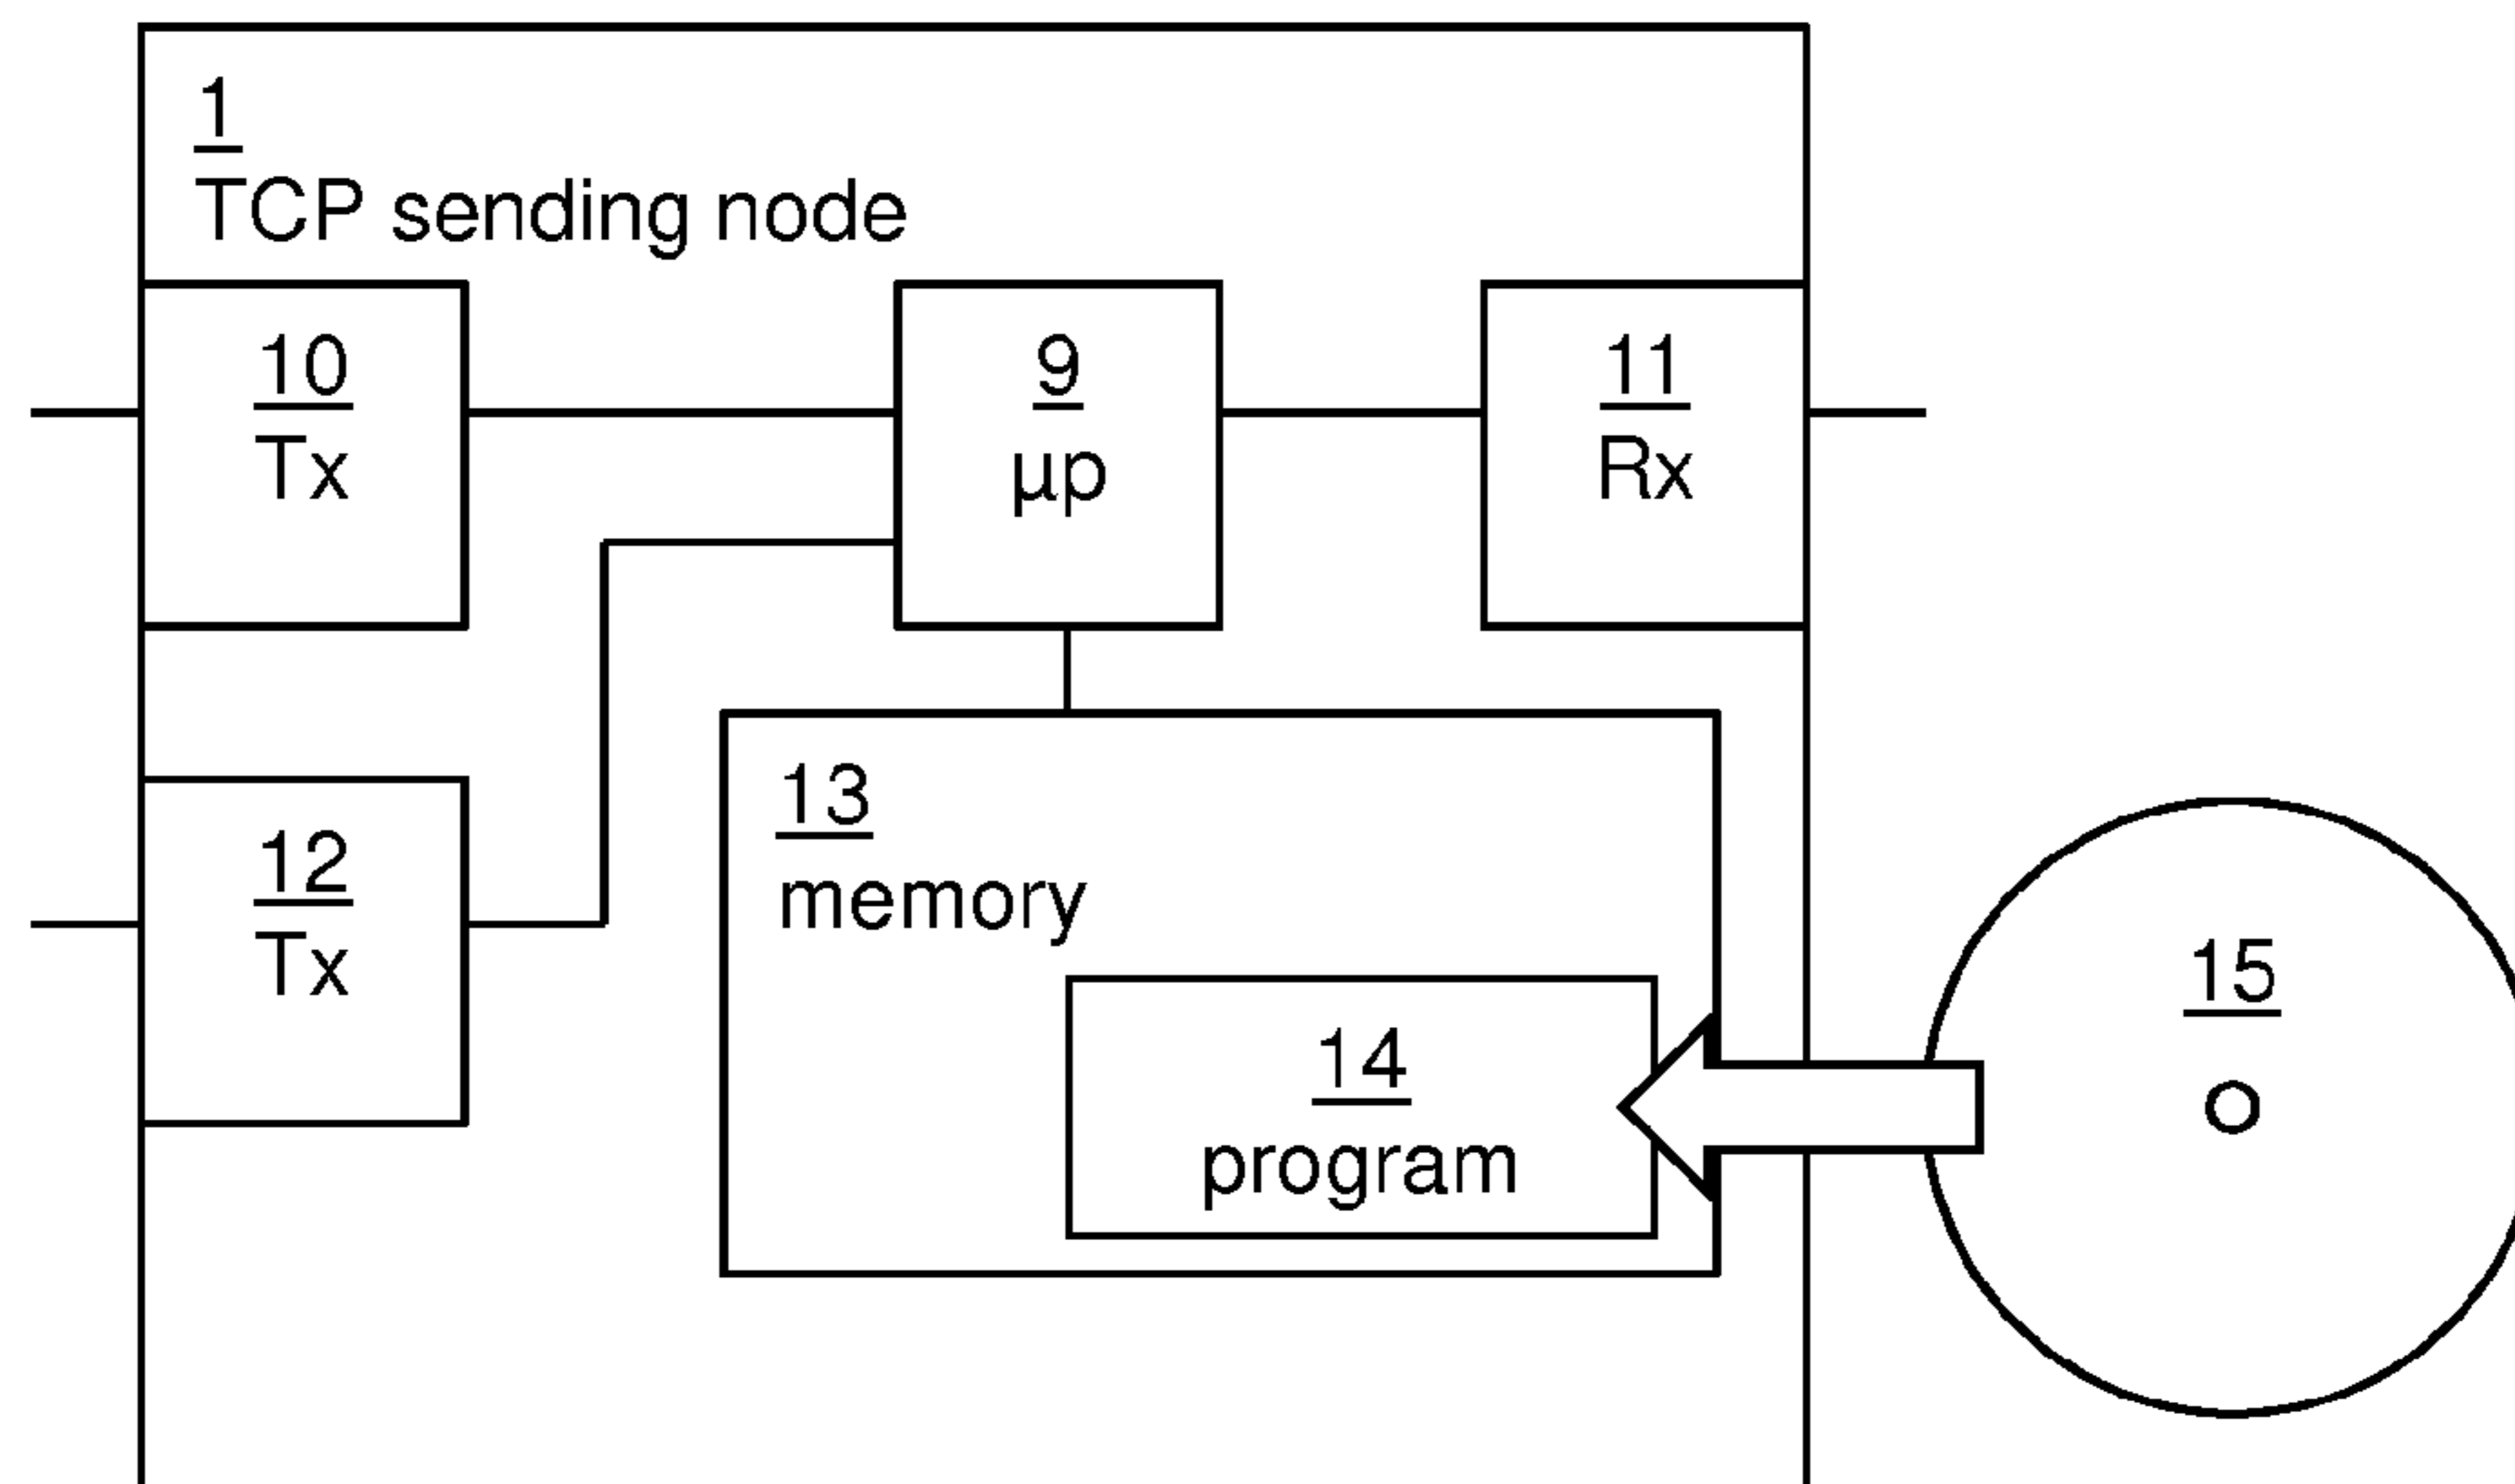 1
TCP sending node
10
Tx
9
µp
11
Rx
12
Tx
13
memory
14
program
15